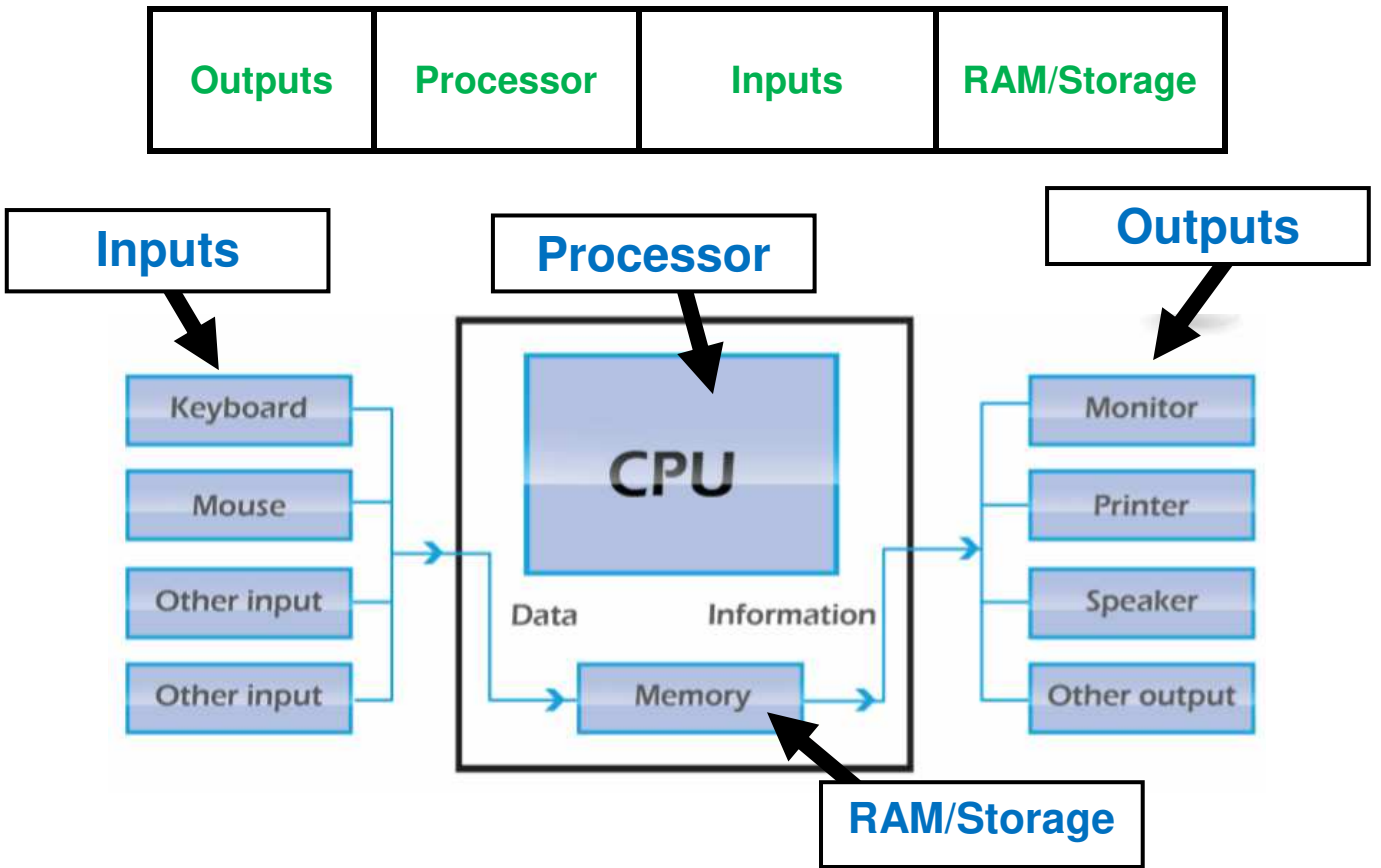 Outputs Processor Inputs RAM/Storage
Inputs
Processor
Outputs
Keyboard
Mouse
Other input
Other input
CPU
Data Information
Memory
Monitor
Printer
Speaker
Other output
RAM/Storage